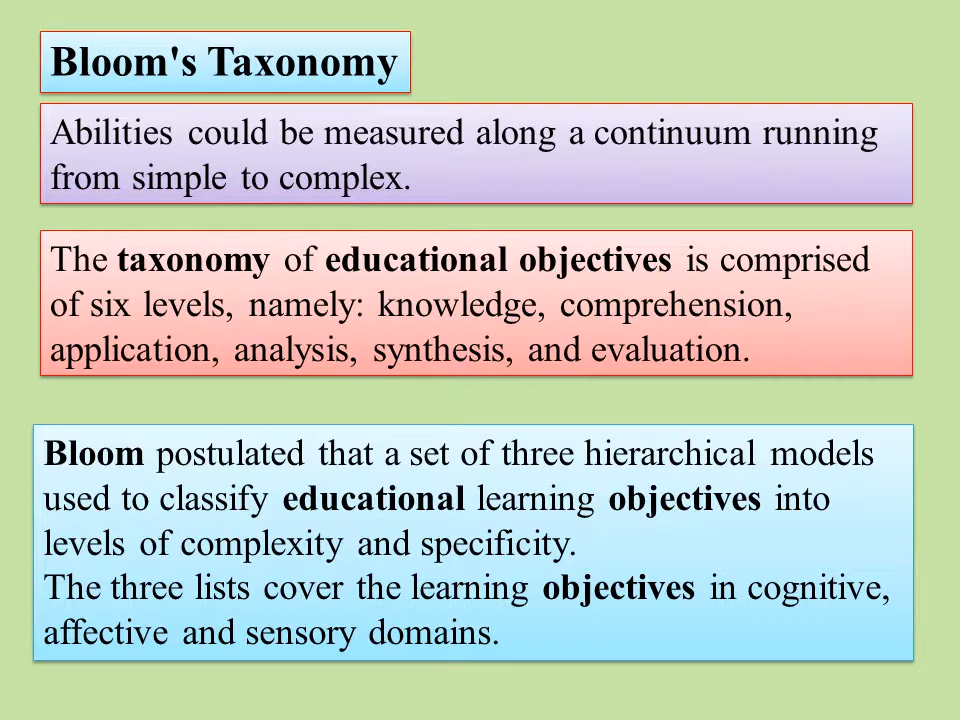 Bloom's Taxonomy
Abilities could be measured along a continuum running
from simple to complex.
The taxonomy of educational objectives is comprised
of six levels, namely: knowledge, comprehension,
application, analysis, synthesis, and evaluation.
Bloom postulated that a set of three hierarchical models
used to classify educational learning objectives into
levels of complexity and specificity.
The three lists cover the learning objectives in cognitive,
affective and sensory domains.